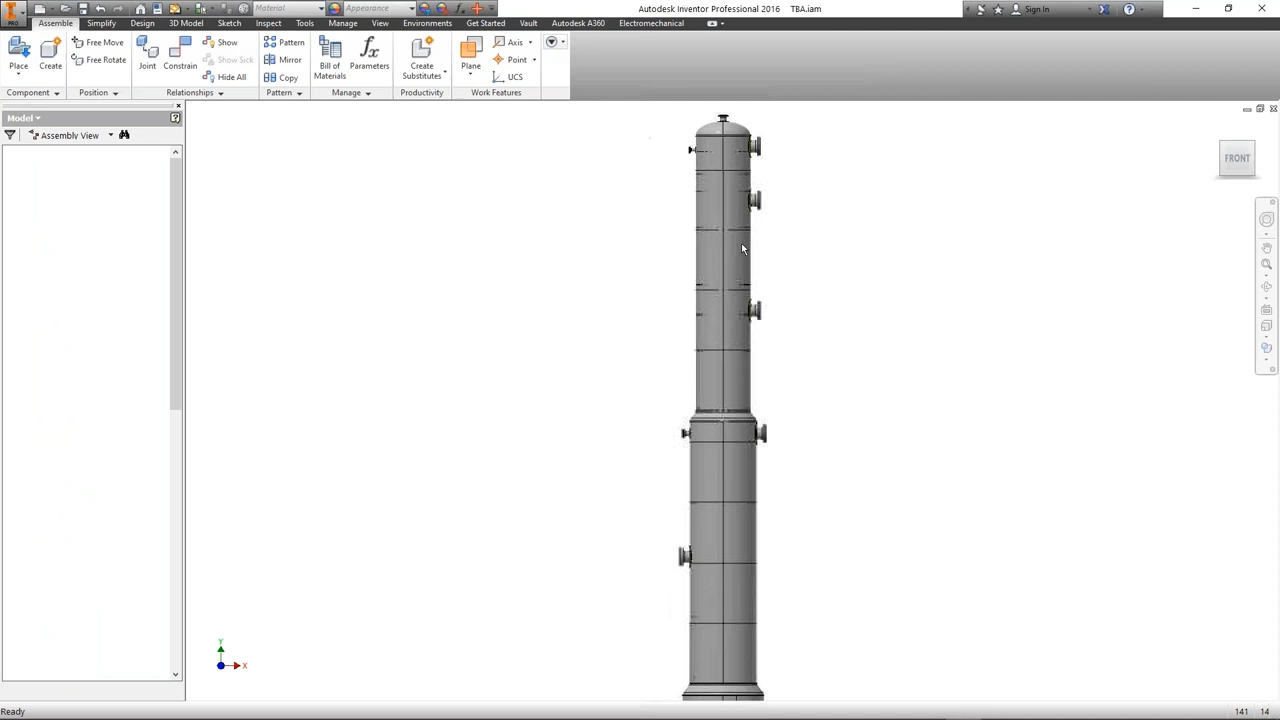 Material
Appearance
Autodesk Inventor Professional 2016 TBA.iam
Sign In
PRO
Assemble Simplify Design 3D Model Sketch Inspect Tools Manage View Environments Get Started Vault Autodesk A360 Electromechanical
Place
Create
Free Move
Free Rotate
Joint
Constrain
Show
Show Sick
Hide All
Pattern
Mirror
Copy
Bill of
Materials
Parameters
Create
Substitutes
Plane
Axis
Point
UCS
Component Position Relationships Pattern Manage Productivity Work Features
Model
Assembly View
FRONT
Y
X
Ready
141 14